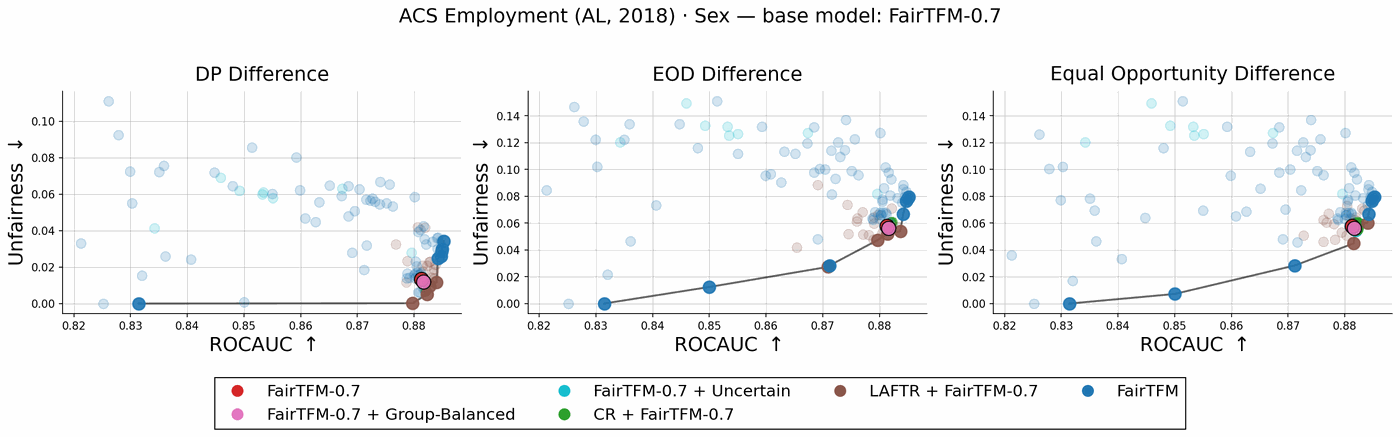 ACS Employment (AL, 2018) · Sex — base model: FairTFM-0.7
DP Difference
EOD Difference
Equal Opportunity Difference
Unfairness ↓
0.10
0.08
0.06
0.04
0.02
0.00
0.82 0.83 0.84 0.85 0.86 0.87 0.88
ROCAUC ↑
Unfairness ↓
0.14
0.12
0.10
0.08
0.06
0.04
0.02
0.00
0.82 0.83 0.84 0.85 0.86 0.87 0.88
ROCAUC ↑
Unfairness ↓
0.14
0.12
0.10
0.08
0.06
0.04
0.02
0.00
0.82 0.83 0.84 0.85 0.86 0.87 0.88
ROCAUC ↑
FairTFM-0.7
FairTFM-0.7 + Group-Balanced
FairTFM-0.7 + Uncertain
CR + FairTFM-0.7
LAFTR + FairTFM-0.7
FairTFM